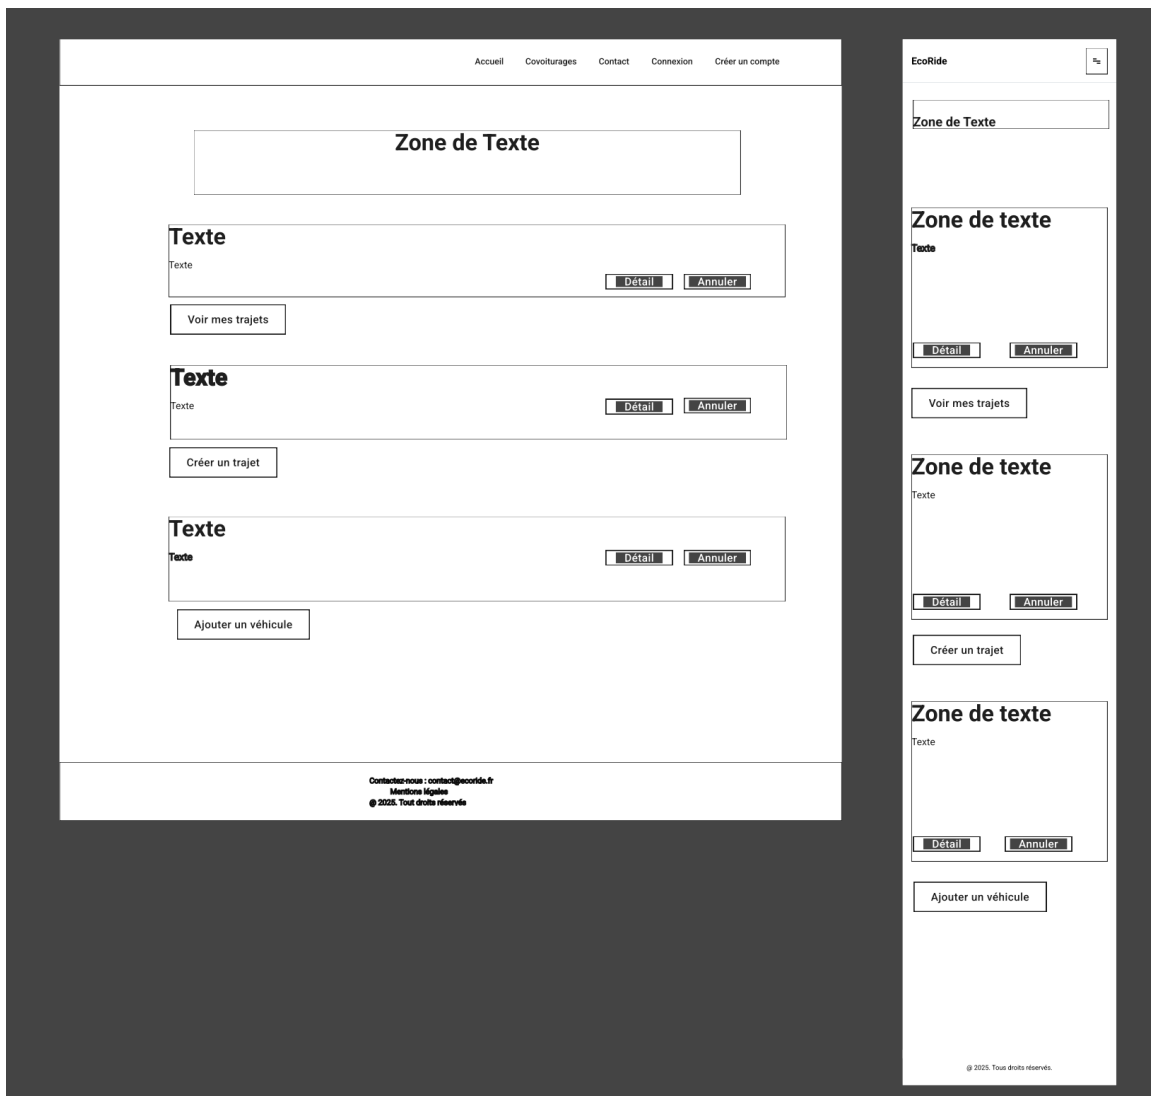 Accueil Covoiturages Contact Connexion Créer un compte
Zone de Texte
Texte
Texte
Détail Annuler
Voir mes trajets
Texte
Texte
Détail Annuler
Créer un trajet
Texte
Texte
Détail Annuler
Ajouter un véhicule
Contactez-nous : contact@ecoride.fr
Mentions légales
@ 2025. Tout droits réservés
EcoRide
Zone de Texte
Zone de texte
Texte
Détail Annuler
Voir mes trajets
Zone de texte
Texte
Détail Annuler
Créer un trajet
Zone de texte
Texte
Détail Annuler
Ajouter un véhicule
@ 2025. Tous droits réservés.